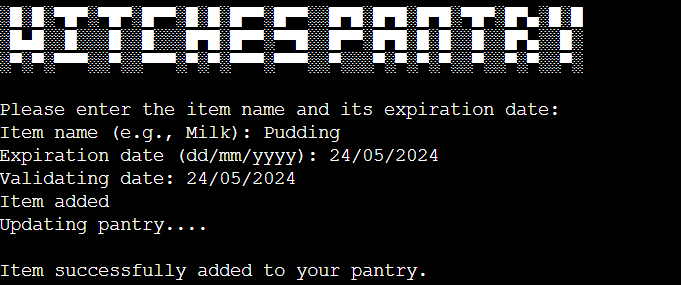 WITCHES PANTRY
Please enter the item name and its expiration date:
Item name (e.g., Milk): Pudding
Expiration date (dd/mm/yyyy): 24/05/2024
Validating date: 24/05/2024
Item added
Updating pantry....
Item successfully added to your pantry.